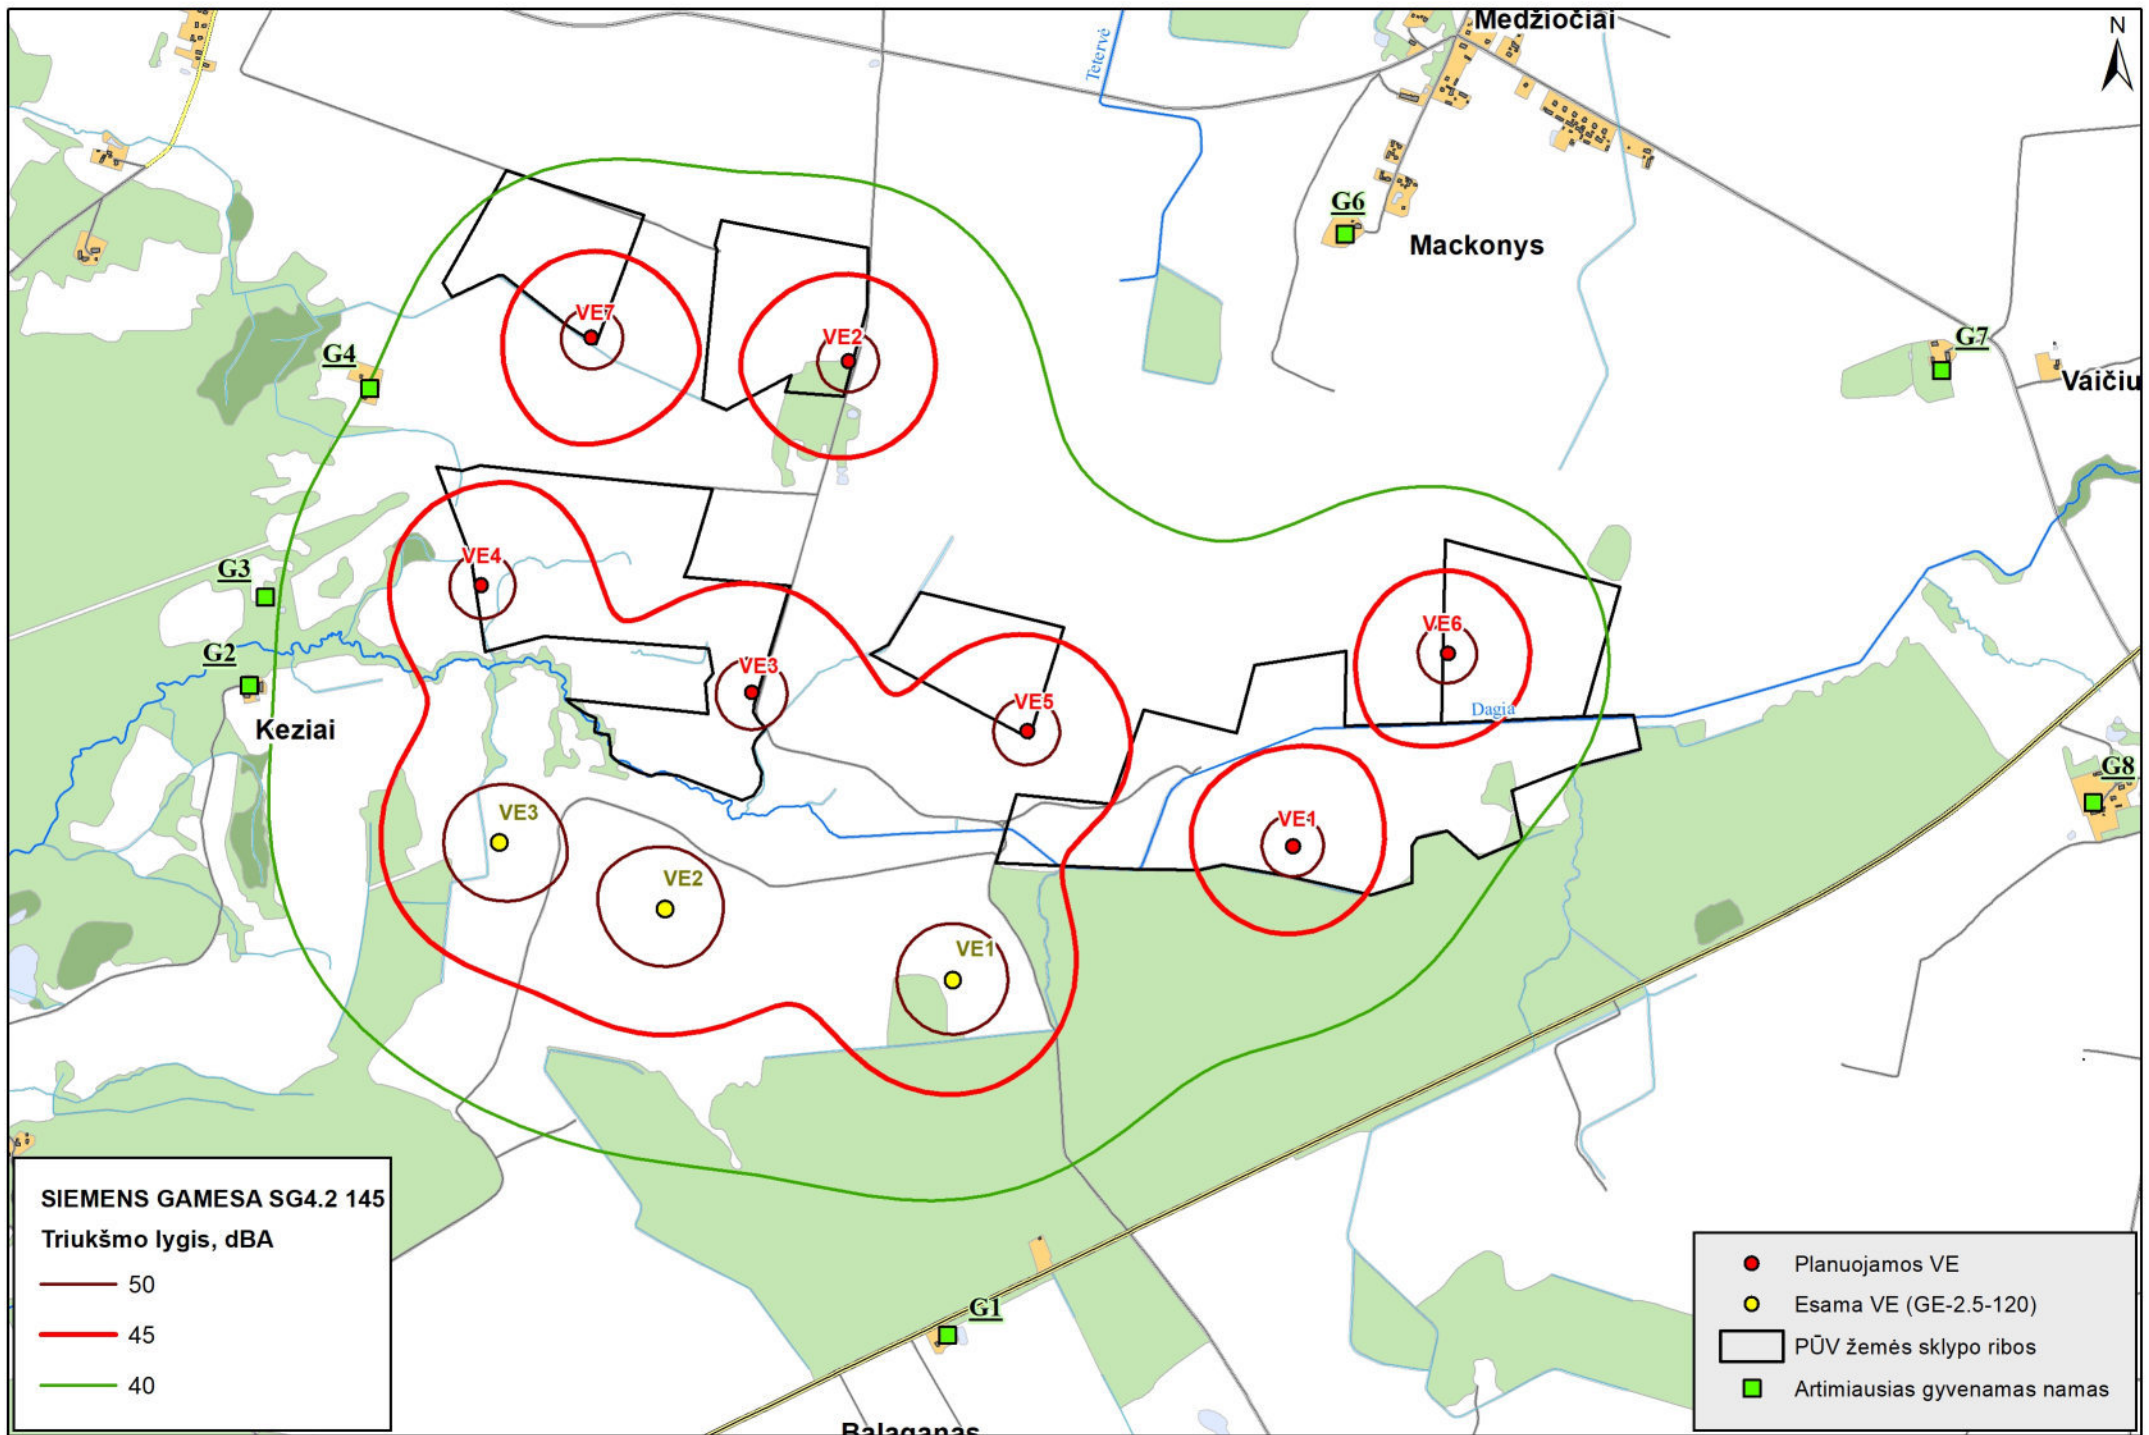 Medžiočiai
N
Tetervė
G6
Mackonys
VE7
VE2
G4
G7
Vaičiu
VE4
G3
VE6
G2
VE3
VE5
Dagia
Keziai
G8
VE3
VE1
VE2
VE1
SIEMENS GAMESA SG4.2 145
Triukšmo lygis, dBA
50
45
40
G1
Planuojamos VE
Esama VE (GE-2.5-120)
PŪV žemės sklypo ribos
Artimiausias gyvenamas namas
Balaganas